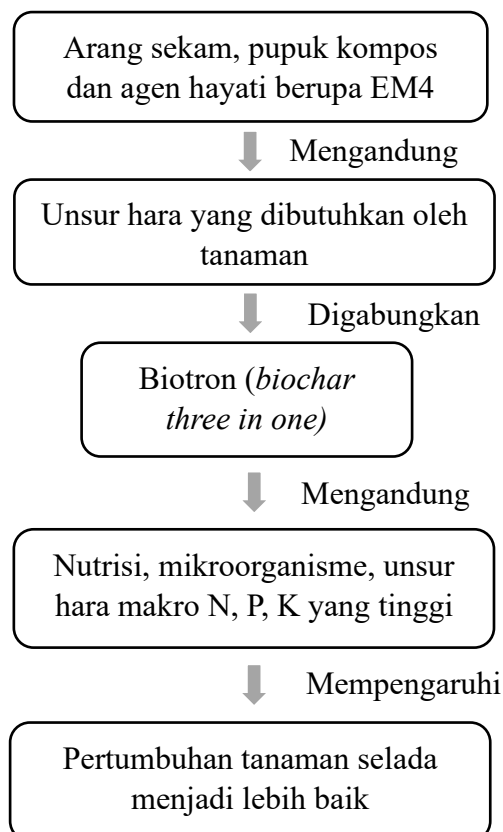 Arang sekam, pupuk kompos
dan agen hayati berupa EM4
Mengandung
Unsur hara yang dibutuhkan oleh
tanaman
Digabungkan
Biotron (biochar
three in one)
Mengandung
Nutrisi, mikroorganisme, unsur
hara makro N, P, K yang tinggi
Mempengaruhi
Pertumbuhan tanaman selada
menjadi lebih baik